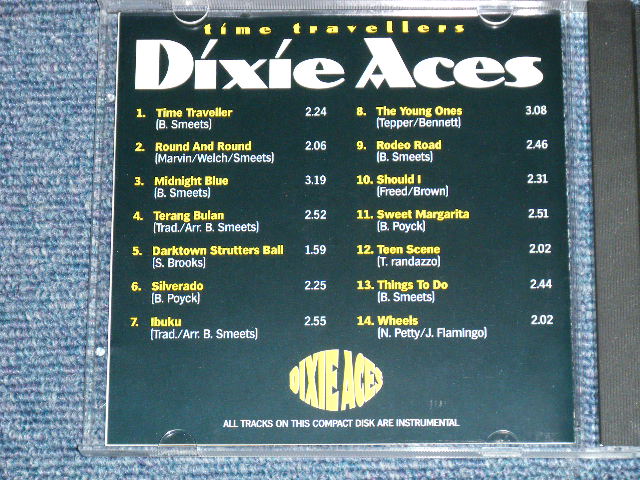 time travellers
Dixie Aces
1. Time Traveller 2.24
(B. Smeets)
2. Round And Round 2.06
(Marvin/Welch/Smeets)
3. Midnight Blue 3.19
(B. Smeets)
4. Terang Bulan 2.52
(Trad./Arr. B. Smeets)
5. Darktown Strutters Ball 1.59
(S. Brooks)
6. Silverado 2.25
(B. Poyck)
7. Ibuku 2.55
(Trad./Arr. B. Smeets)
8. The Young Ones 3.08
(Tepper/Bennett)
9. Rodeo Road 2.46
(B. Smeets)
10. Should I 2.31
(Freed/Brown)
11. Sweet Margarita 2.51
(B. Poyck)
12. Teen Scene 2.02
(T. randazzo)
13. Things To Do 2.44
(B. Smeets)
14. Wheels 2.02
(N. Petty/J. Flamingo)
DIXIE ACES
ALL TRACKS ON THIS COMPACT DISK ARE INSTRUMENTAL